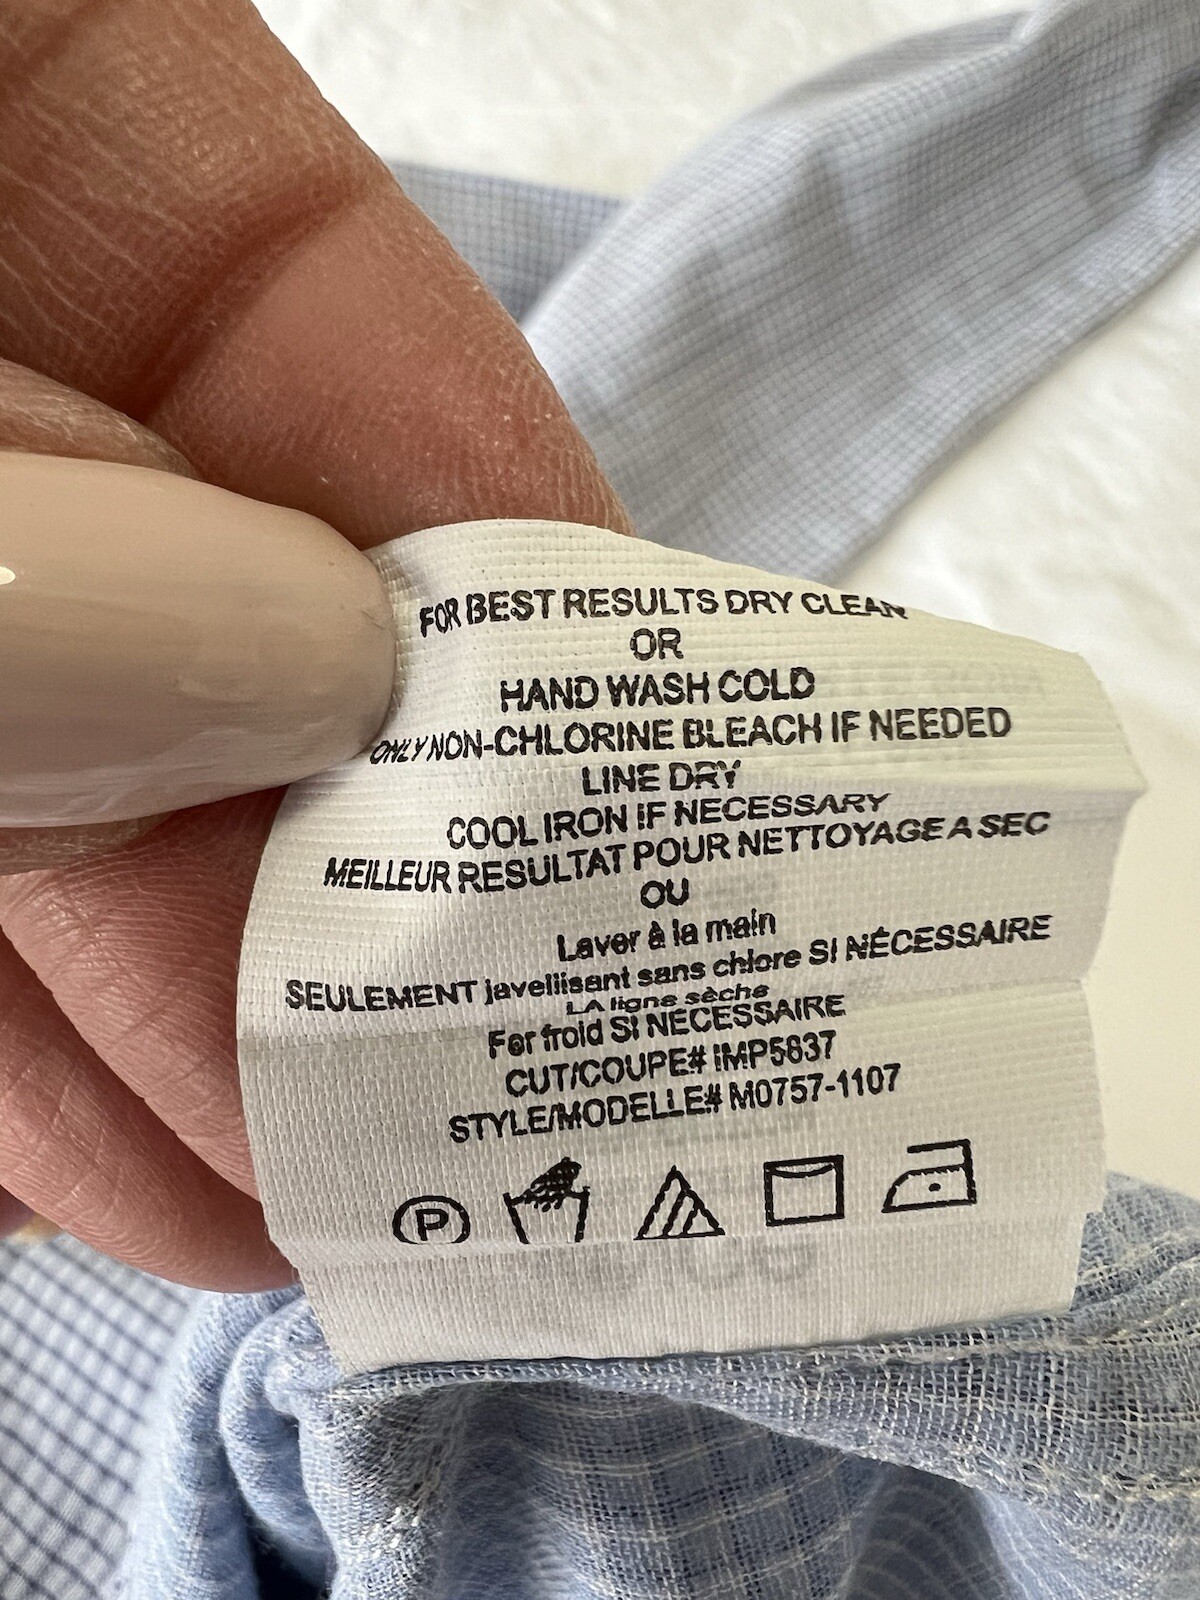 FOR BEST RESULTS DRY CLEAN
OR
HAND WASH COLD
ONLY NON-CHLORINE BLEACH IF NEEDED
LINE DRY
COOL IRON IF NECESSARY
MEILLEUR RESULTAT POUR NETTOYAGE A SEC
OU
Laver à la main
SEULEMENT javellisant sans chlore SI NÉCESSAIRE
LA ligne sèche
Fer froid SI NECESSAIRE
CUT/COUPE# IMP5837
STYLE/MODELLE# M0757-1107
P